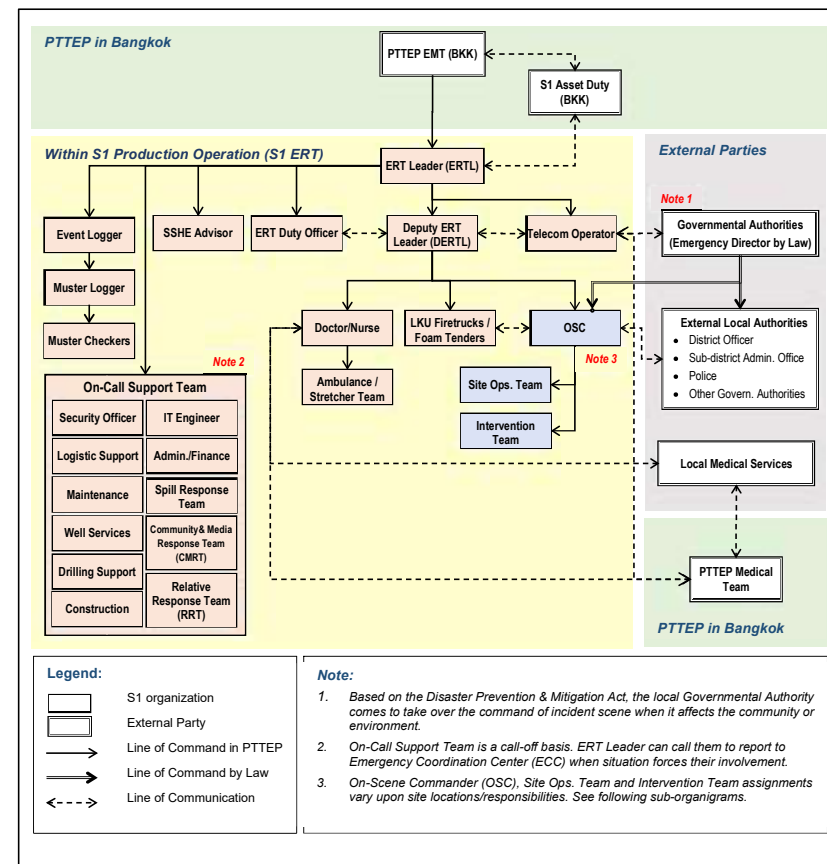 PTTEP in Bangkok
PTTEP EMT (BKK)
S1 Asset Duty
(BKK)
Within S1 Production Operation (S1 ERT)
External Parties
ERT Leader (ERTL)
Note 1
Event Logger
SSHE Advisor
ERT Duty Officer
Deputy ERT
Leader (DERTL)
Telecom Operator
Governmental Authorities
(Emergency Director by Law)
Muster Logger
Muster Checkers
Doctor/Nurse
LKU Firetrucks /
Foam Tenders
OSC
External Local Authorities
● District Officer
● Sub-district Admin. Office
● Police
● Other Govern. Authorities
Note 2
Note 3
On-Call Support Team
Ambulance /
Stretcher Team
Site Ops. Team
Security Officer
IT Engineer
Intervention
Team
Logistic Support
Admin./Finance
Local Medical Services
Maintenance
Spill Response
Team
Well Services
Community& Media
Response Team
(CMRT)
Drilling Support
Construction
Relative
Response Team
(RRT)
PTTEP Medical
Team
PTTEP in Bangkok
Legend:
S1 organization
External Party
Line of Command in PTTEP
Line of Command by Law
Line of Communication
Note:
1. Based on the Disaster Prevention & Mitigation Act, the local Governmental Authority
comes to take over the command of incident scene when it affects the community or
environment.
2. On-Call Support Team is a call-off basis. ERT Leader can call them to report to
Emergency Coordination Center (ECC) when situation forces their involvement.
3. On-Scene Commander (OSC), Site Ops. Team and Intervention Team assignments
vary upon site locations/responsibilities. See following sub-organigrams.